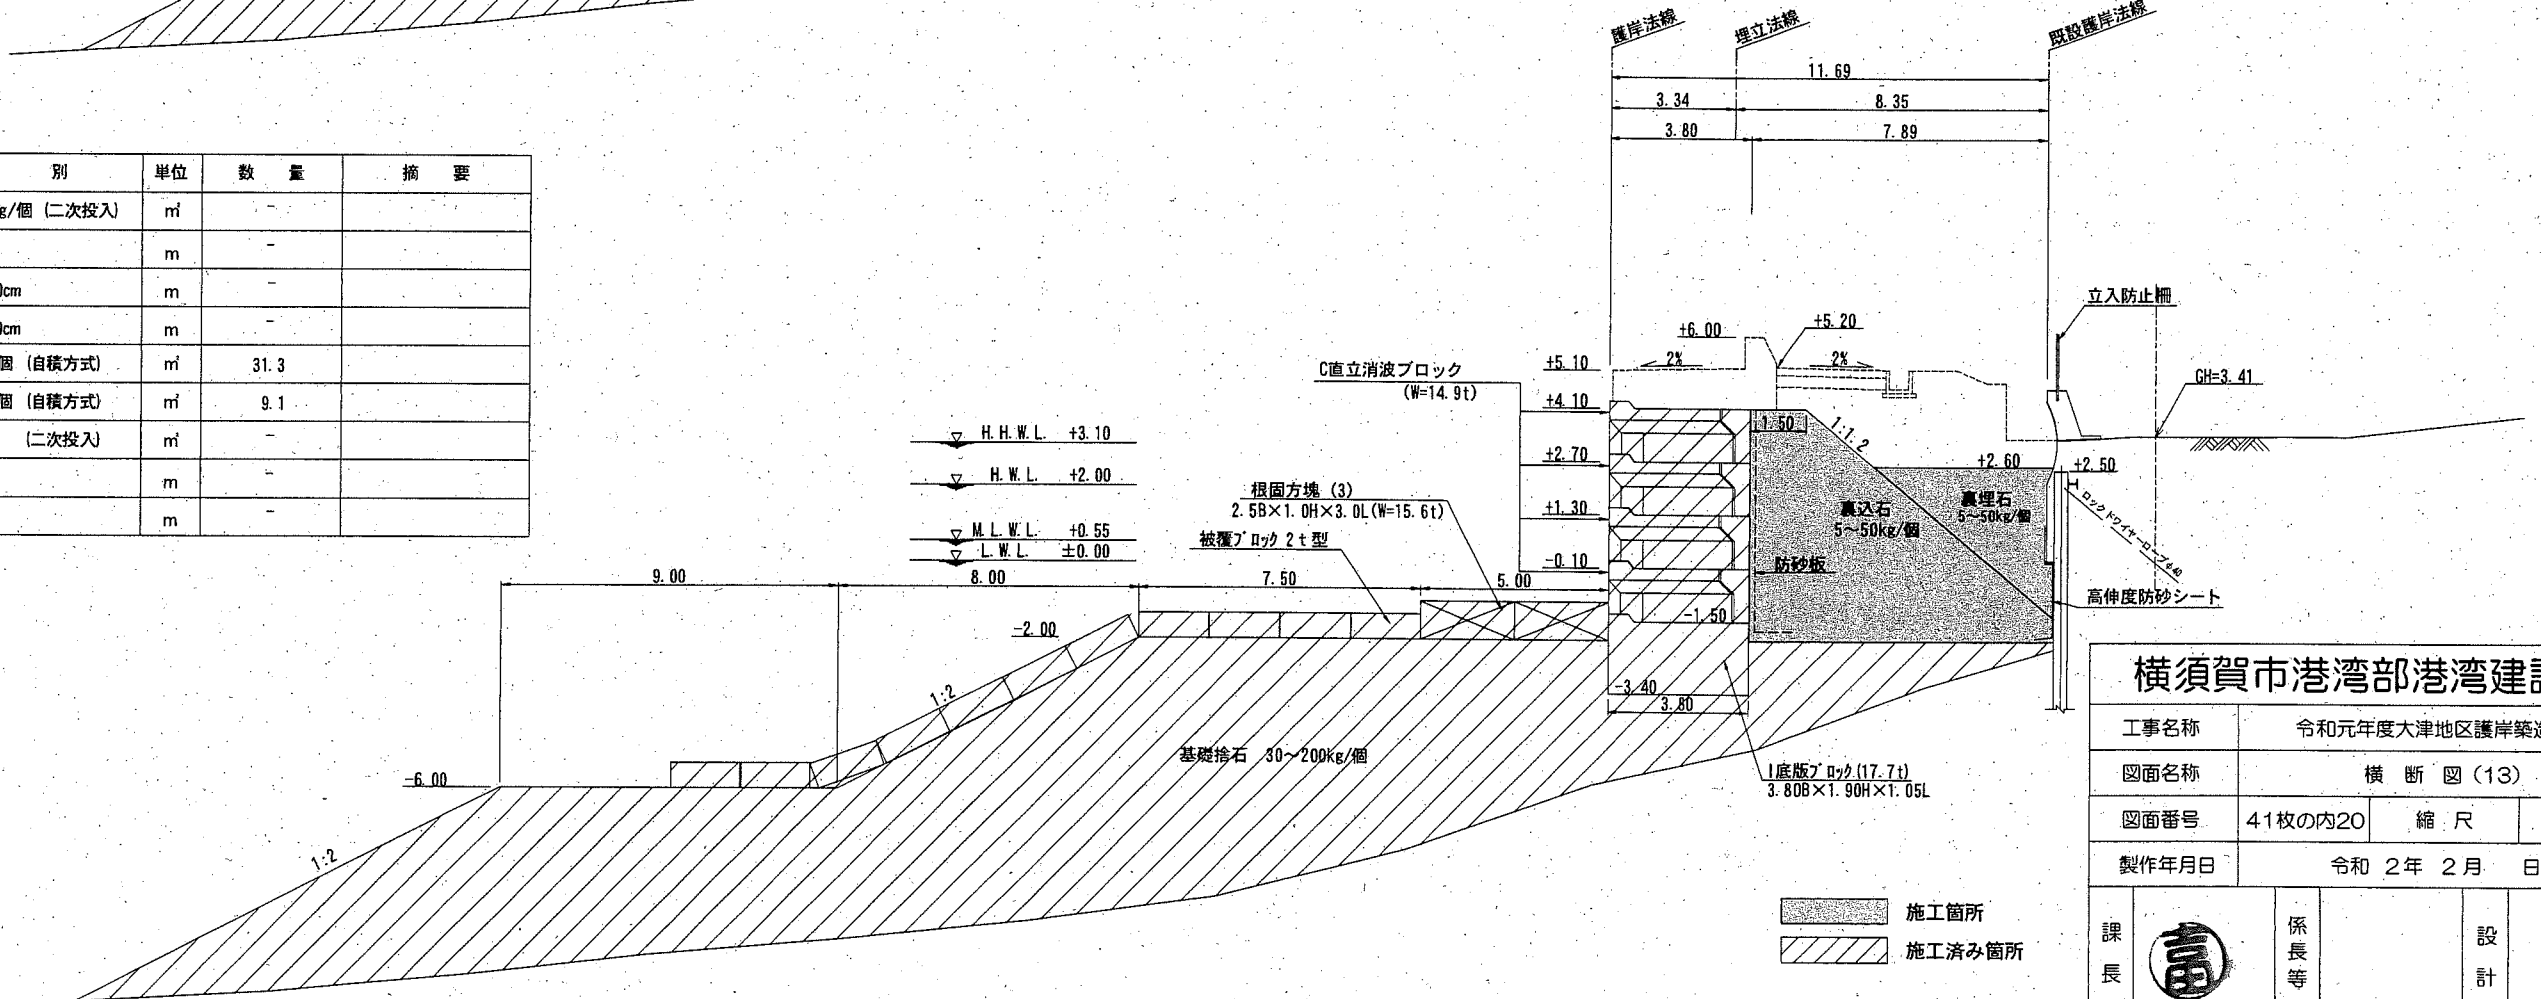 護岸法線
埋立法線
既設護岸法線
11.69
3.34
8.35
3.80
7.89
別
単位
数　量
摘　要
g/個 (二次投入)
㎥
-
m
-
0cm
m
-
0cm
m
-
個 (自積方式)
㎥
31.3
個 (自積方式)
㎥
9.1
(二次投入)
㎥
-
m
-
m
-
立入防止柵
+6.00
+5.20
2%
2%
GH=3.41
C直立消波ブロック
(W=14.9t)
+5.10
+4.10
+2.70
+1.30
-0.10
H.H.W.L. +3.10
H.W.L. +2.00
M.L.W.L. +0.55
L.W.L. ±0.00
根固方塊 (3)
2.5B×1.0H×3.0L(W=15.6t)
被覆ブロック 2t型
1.50
1:1.2
+2.60
+2.50
裏込石
5~50kg/個
裏埋石
5~50kg/個
ロックドワイヤーロープφ40
防砂板
高伸度防砂シート
9.00
8.00
7.50
5.00
-2.00
-1.50
1:2
-3.40
3.80
-6.00
基礎捨石　30~200kg/個
I底版ブロック(17.7t)
3.80B×1.90H×1.05L
1:2
施工箇所
施工済み箇所
横須賀市港湾部港湾建設
工事名称
令和元年度大津地区護岸築造
図面名称
横 断 図 (13)
図面番号
41枚の内20
縮 尺
製作年月日
令和 2年 2月　日
課長
係長等
設計